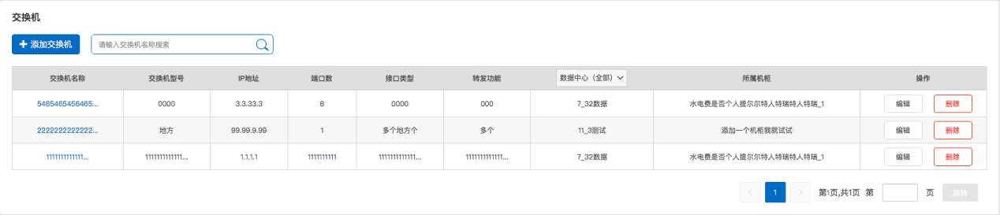 交换机
添加交换机 请输入交换机名称搜索
交换机名称 交换机型号 IP地址 端口数 接口类型 转发功能 数据中心（全部） 所属机柜 操作
5465465456465... 0000 3.3.33.3 8 0000 000 7_32数据 水电费是否个人提尔尔特人特瑞特人特瑞_1 编辑 删除
2222222222222... 地方 99.99.9.99 1 多个地方个 多个 11_3测试 添加一个机柜我就试试 编辑 删除
1111111111111... 1111111111111... 1.1.1.1 1111111111 1111111111111... 1111111111111... 7_32数据 水电费是否个人提尔尔特人特瑞特人特瑞_1 编辑 删除
< 1 > 第1页,共1页 第 页 跳转